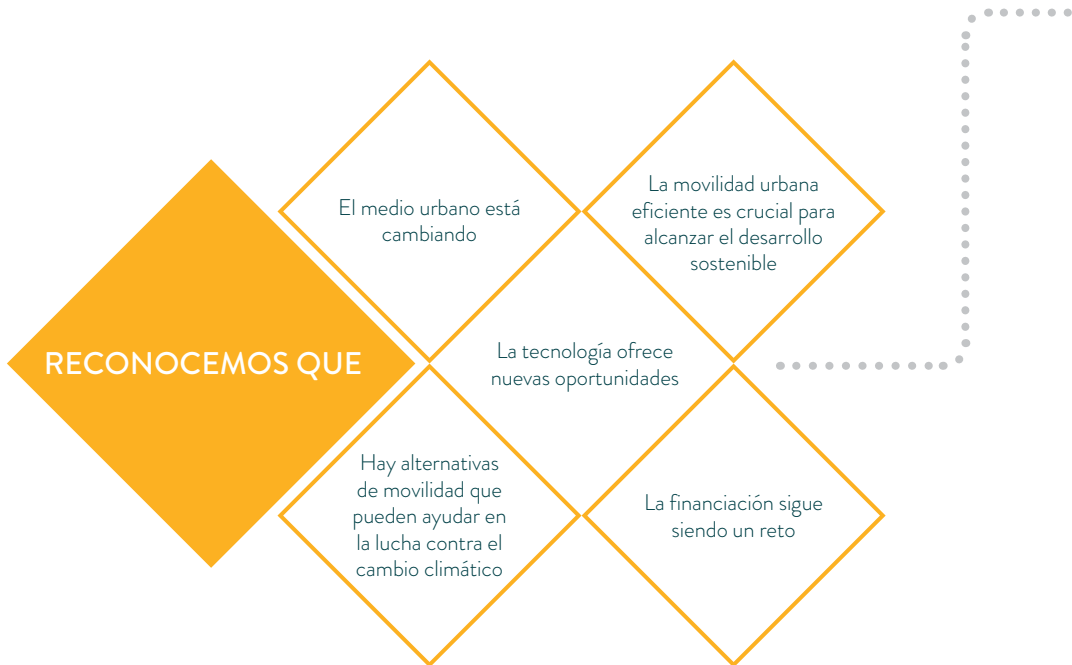 RECONOCEMOS QUE
El medio urbano está
cambiando
La movilidad urbana
eficiente es crucial para
alcanzar el desarrollo
sostenible
La tecnología ofrece
nuevas oportunidades
Hay alternativas
de movilidad que
pueden ayudar en
la lucha contra el
cambio climático
La financiación sigue
siendo un reto